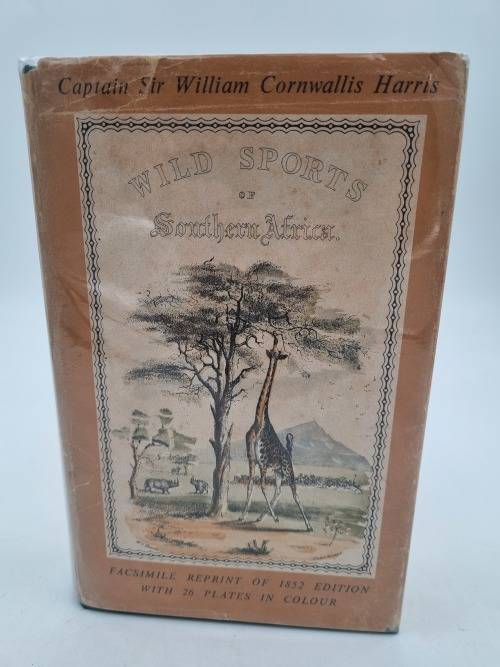 Captain Sir William Cornwallis Harris
WILD SPORTS
OF
Southern Africa.
FACSIMILE REPRINT OF 1852 EDITION
WITH 26 PLATES IN COLOUR